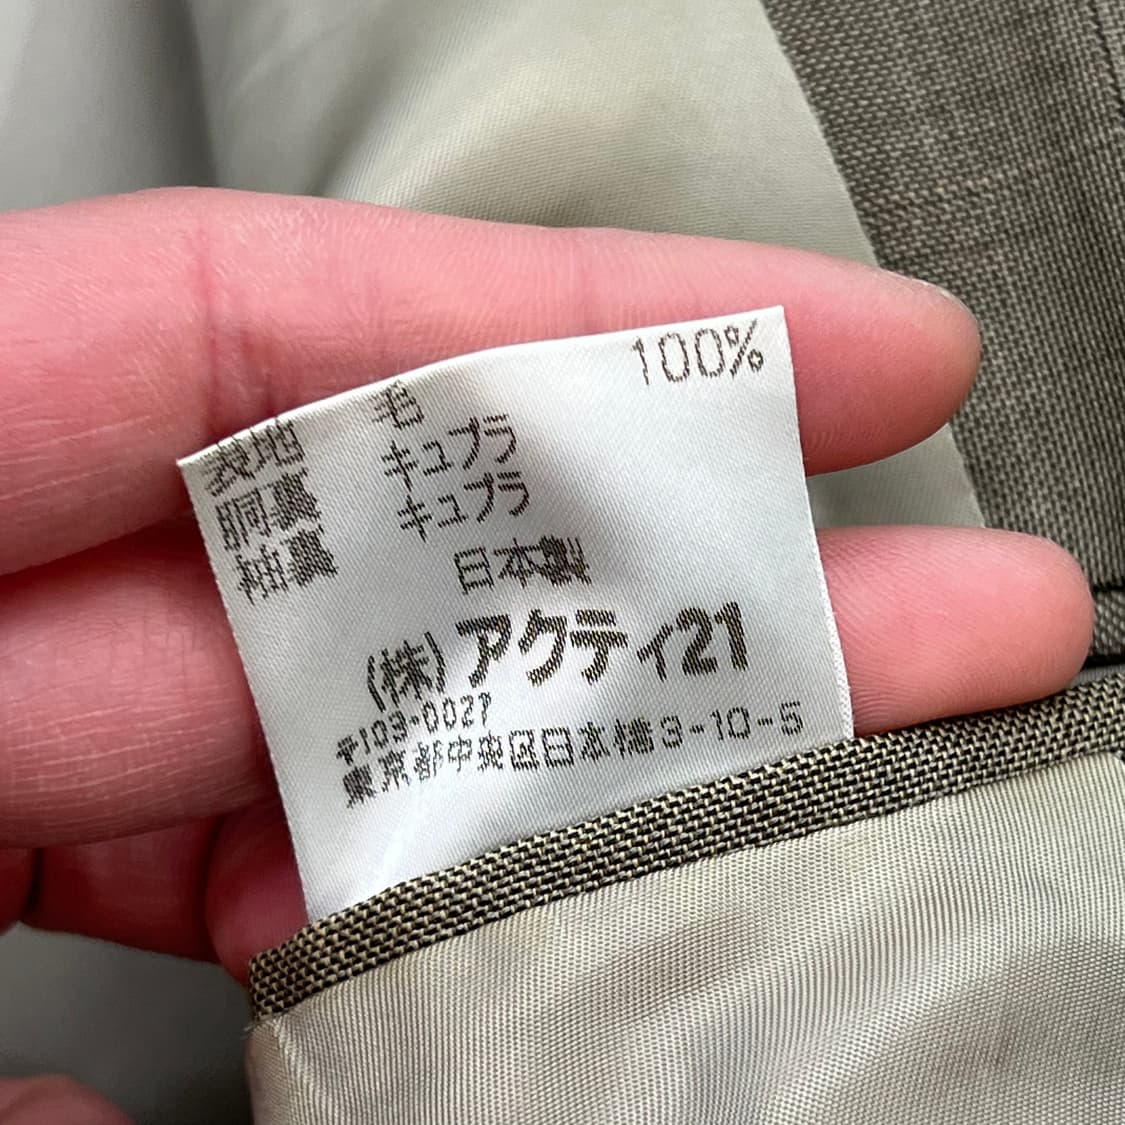 表地 毛 100%
胴裏 キュプラ
袖裏 キュプラ
日本製
(株)アクティ21
〒103-0027
東京都中央区日本橋3-10-5